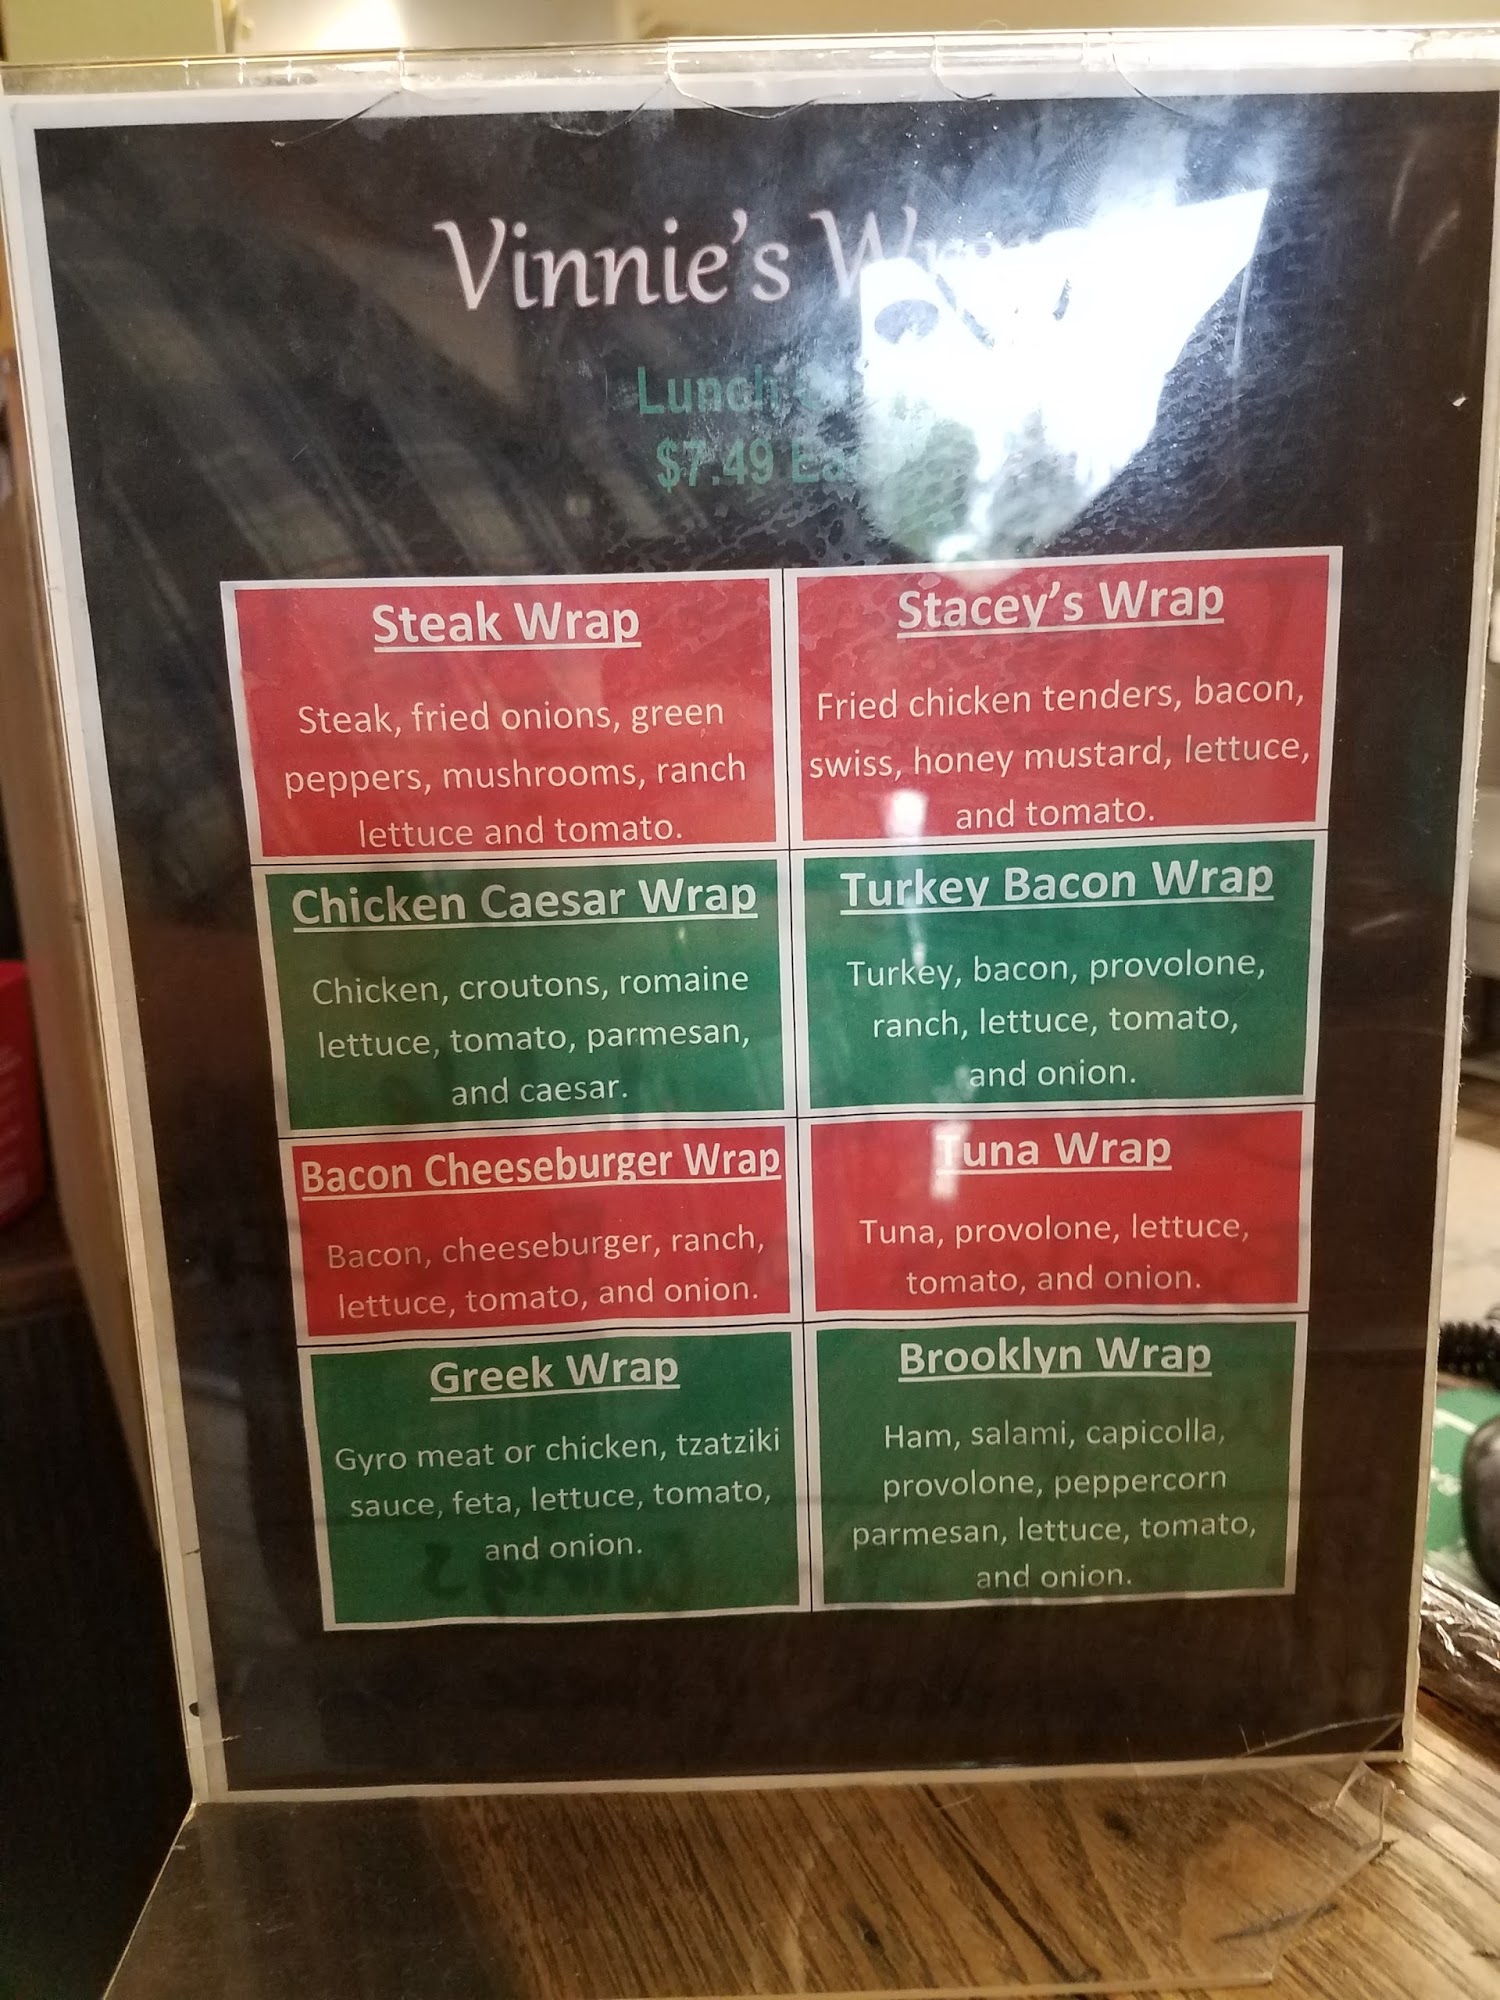 Vinnie's
Lunch
$7.49 Each
Steak Wrap
Steak, fried onions, green
peppers, mushrooms, ranch
lettuce and tomato.
Stacey's Wrap
Fried chicken tenders, bacon,
swiss, honey mustard, lettuce,
and tomato.
Chicken Caesar Wrap
Chicken, croutons, romaine
lettuce, tomato, parmesan,
and caesar.
Turkey Bacon Wrap
Turkey, bacon, provolone,
ranch, lettuce, tomato,
and onion.
Bacon Cheeseburger Wrap
Bacon, cheeseburger, ranch,
lettuce, tomato, and onion.
Tuna Wrap
Tuna, provolone, lettuce,
tomato, and onion.
Greek Wrap
Gyro meat or chicken, tzatziki
sauce, feta, lettuce, tomato,
and onion.
Brooklyn Wrap
Ham, salami, capicolla,
provolone, peppercorn
parmesan, lettuce, tomato,
and onion.